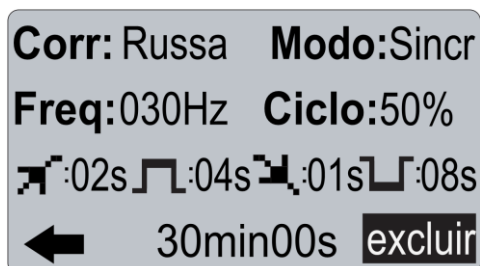 Corr: Russa Modo:Sincr
Freq:030Hz Ciclo:50%
:02s :04s :01s :08s
30min00s excluir